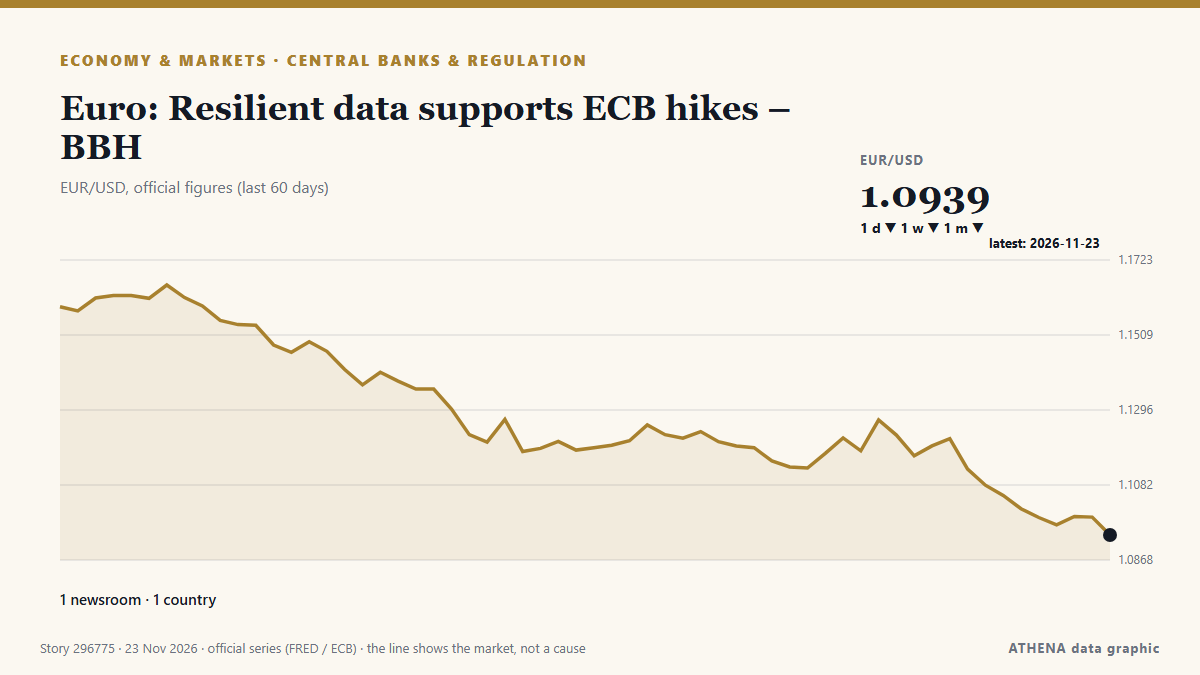 ECONOMY & MARKETS · CENTRAL BANKS & REGULATION
Euro: Resilient data supports ECB hikes –
BBH
EUR/USD, official figures (last 60 days)
EUR/USD
1.0939
1 d ▼ 1 w ▼ 1 m ▼
latest: 2026-11-23
1.1723
1.1509
1.1296
1.1082
1.0868
1 newsroom · 1 country
Story 296775 · 23 Nov 2026 · official series (FRED / ECB) · the line shows the market, not a cause
ATHENA data graphic